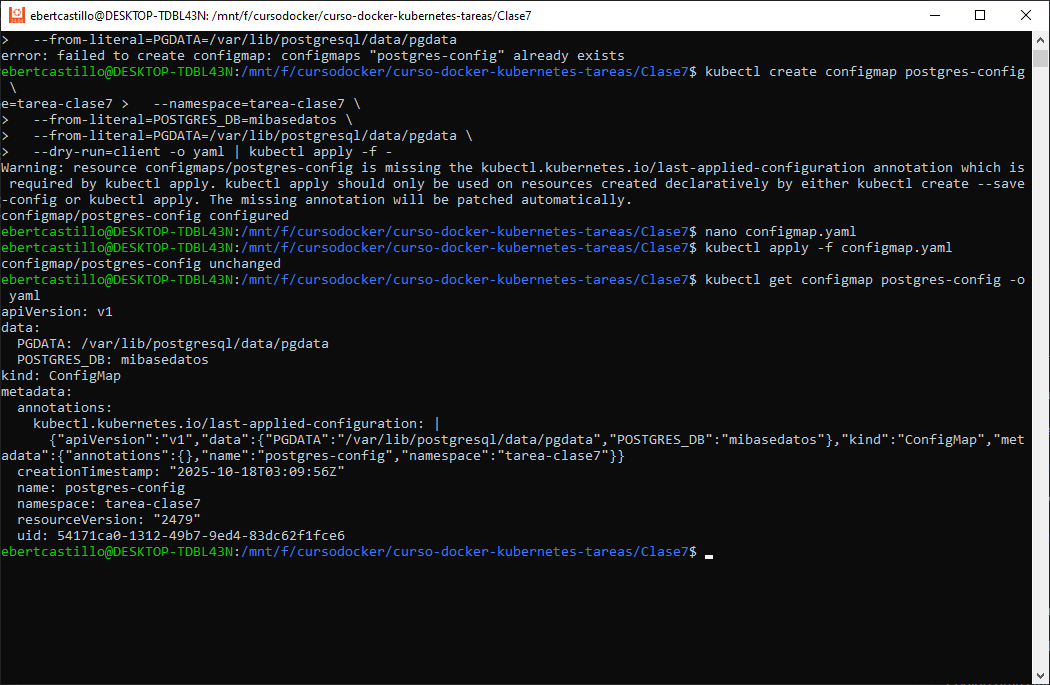 ebertcastillo@DESKTOP-TDBL43N: /mnt/f/cursodocker/curso-docker-kubernetes-tareas/Clase7
>   --from-literal=PGDATA=/var/lib/postgresql/data/pgdata
error: failed to create configmap: configmaps "postgres-config" already exists
ebertcastillo@DESKTOP-TDBL43N:/mnt/f/cursodocker/curso-docker-kubernetes-tareas/Clase7$ kubectl create configmap postgres-config
 \
e=tarea-clase7 >   --namespace=tarea-clase7 \
>   --from-literal=POSTGRES_DB=mibasedatos \
>   --from-literal=PGDATA=/var/lib/postgresql/data/pgdata \
>   --dry-run=client -o yaml | kubectl apply -f -
Warning: resource configmaps/postgres-config is missing the kubectl.kubernetes.io/last-applied-configuration annotation which is
 required by kubectl apply. kubectl apply should only be used on resources created declaratively by either kubectl create --save
-config or kubectl apply. The missing annotation will be patched automatically.
configmap/postgres-config configured
ebertcastillo@DESKTOP-TDBL43N:/mnt/f/cursodocker/curso-docker-kubernetes-tareas/Clase7$ nano configmap.yaml
ebertcastillo@DESKTOP-TDBL43N:/mnt/f/cursodocker/curso-docker-kubernetes-tareas/Clase7$ kubectl apply -f configmap.yaml
configmap/postgres-config unchanged
ebertcastillo@DESKTOP-TDBL43N:/mnt/f/cursodocker/curso-docker-kubernetes-tareas/Clase7$ kubectl get configmap postgres-config -o
 yaml
apiVersion: v1
data:
  PGDATA: /var/lib/postgresql/data/pgdata
  POSTGRES_DB: mibasedatos
kind: ConfigMap
metadata:
  annotations:
    kubectl.kubernetes.io/last-applied-configuration: |
      {"apiVersion":"v1","data":{"PGDATA":"/var/lib/postgresql/data/pgdata","POSTGRES_DB":"mibasedatos"},"kind":"ConfigMap","met
adata":{"annotations":{},"name":"postgres-config","namespace":"tarea-clase7"}}
  creationTimestamp: "2025-10-18T03:09:56Z"
  name: postgres-config
  namespace: tarea-clase7
  resourceVersion: "2479"
  uid: 54171ca0-1312-49b7-9ed4-83dc62f1fce6
ebertcastillo@DESKTOP-TDBL43N:/mnt/f/cursodocker/curso-docker-kubernetes-tareas/Clase7$